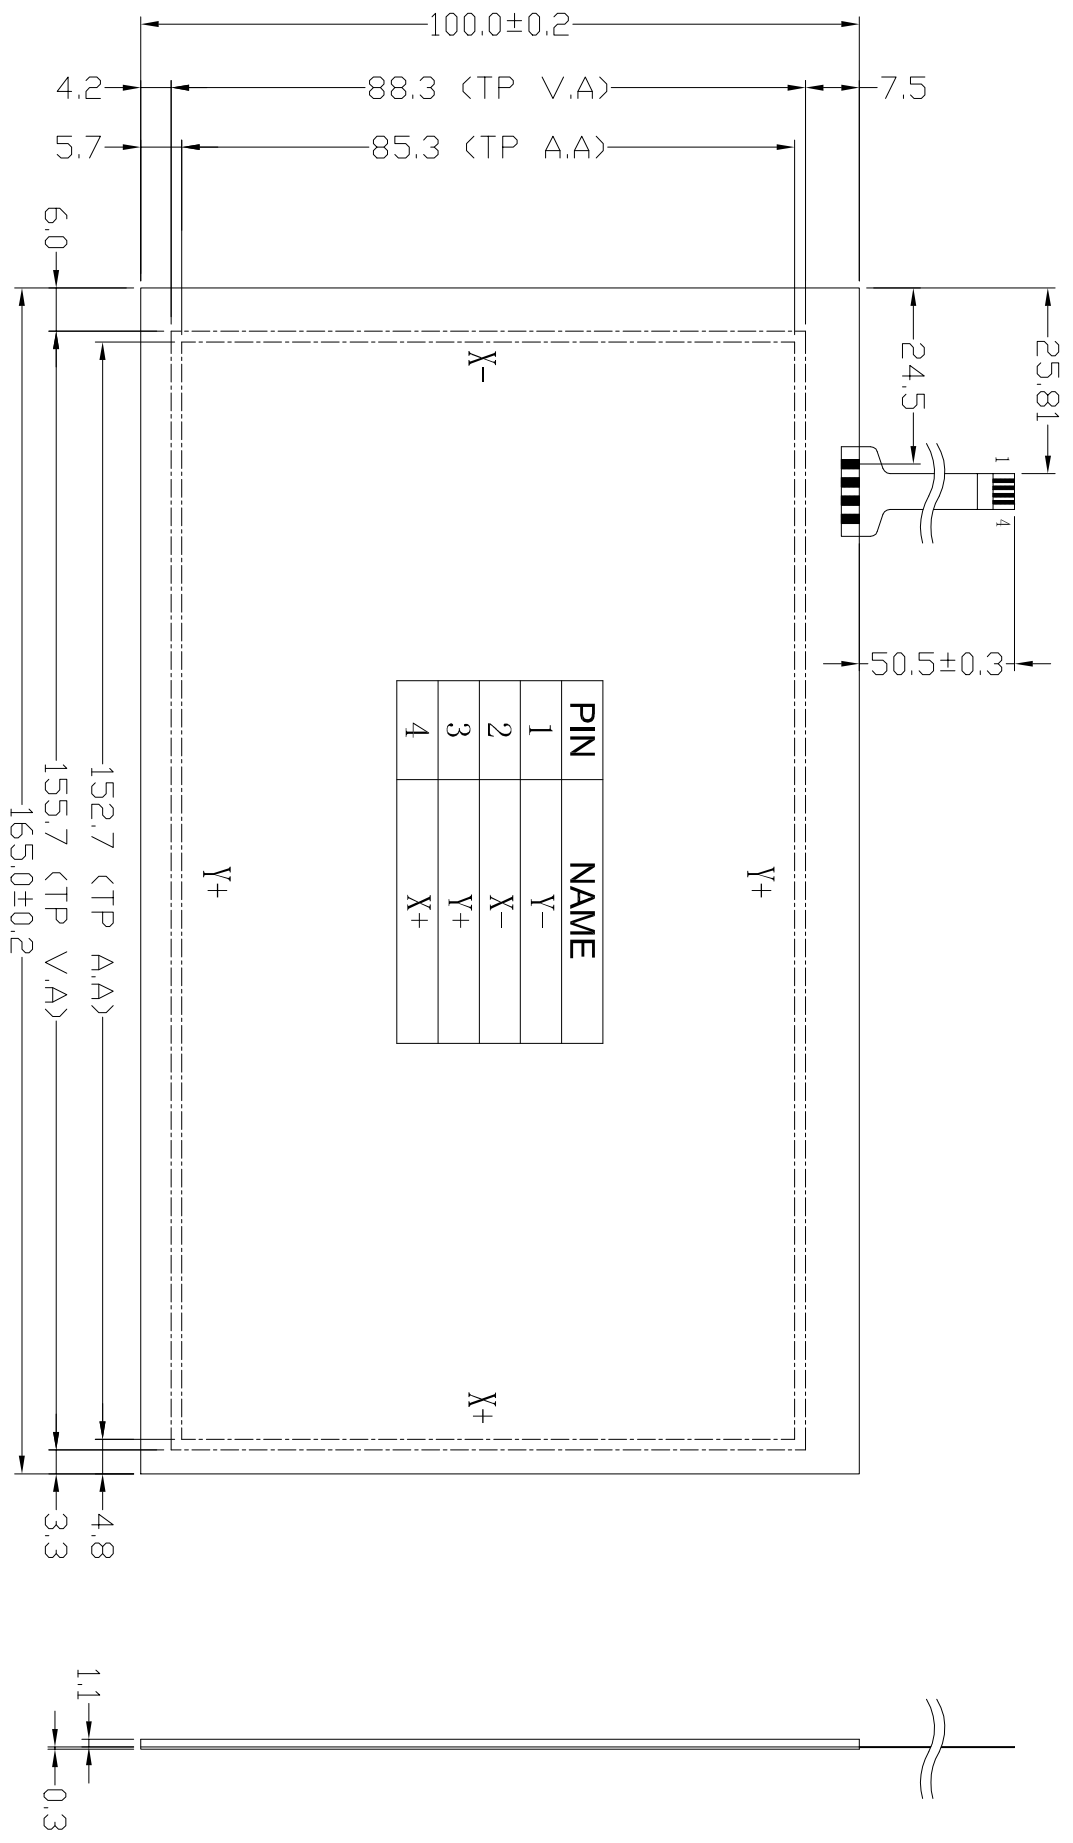 100.0±0.2
4.2
88.3 (TP V.A)
7.5
5.7
85.3 (TP A.A)
6.0
24.5
25.81
1
4
50.5±0.3
X-
Y+
Y+
X+
PIN NAME
1 Y-
2 X-
3 Y+
4 X+
152.7 (TP A.A)
155.7 (TP V.A)
165.0±0.2
4.8
3.3
1.1
0.3